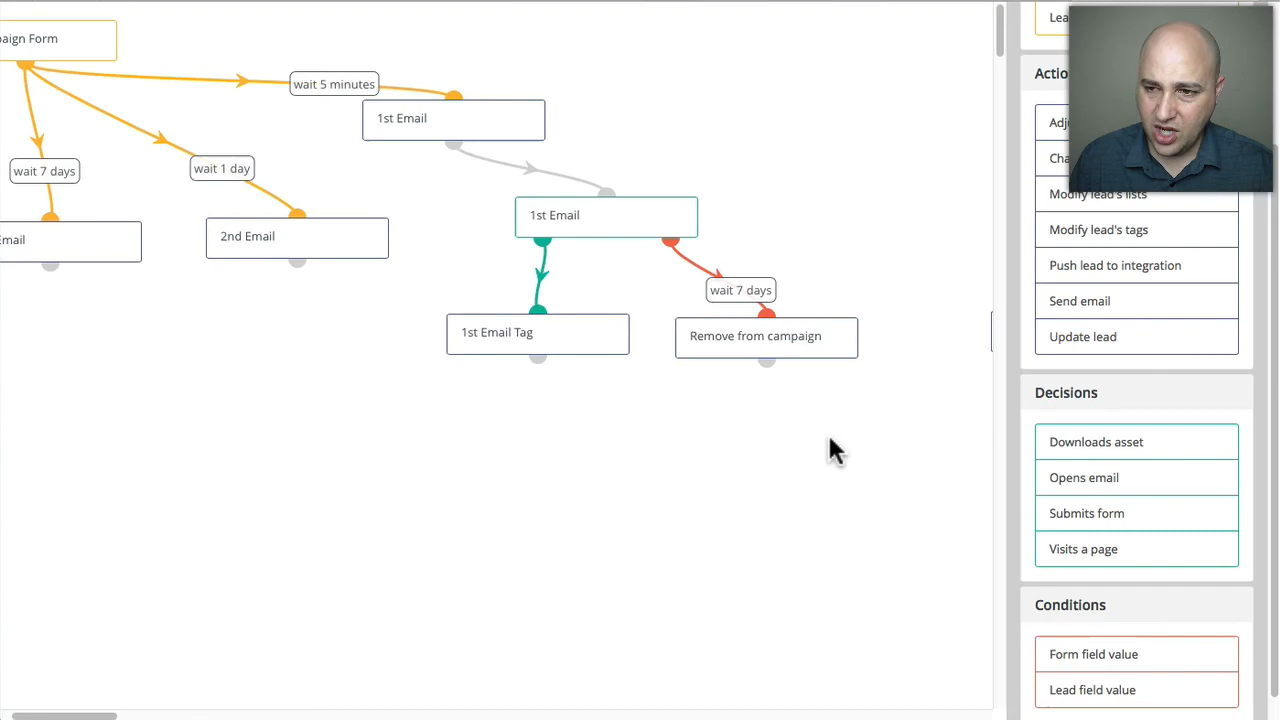 paign Form
wait 5 minutes
1st Email
wait 7 days
wait 1 day
Email
2nd Email
1st Email
wait 7 days
1st Email Tag
Remove from campaign
Lea
Actio
Adj
Cha
Modify lead's lists
Modify lead's tags
Push lead to integration
Send email
Update lead
Decisions
Downloads asset
Opens email
Submits form
Visits a page
Conditions
Form field value
Lead field value